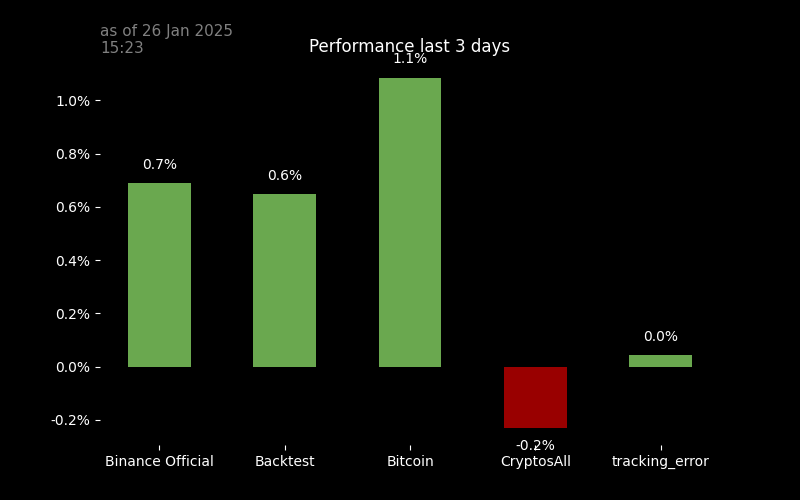 as of 26 Jan 2025
15:23
Performance last 3 days
1.1%
1.0%
0.8%
0.7%
0.6%
0.6%
0.4%
0.2%
0.0%
0.0%
-0.2%
-0.2%
Binance Official
Backtest
Bitcoin
CryptosAll
tracking_error